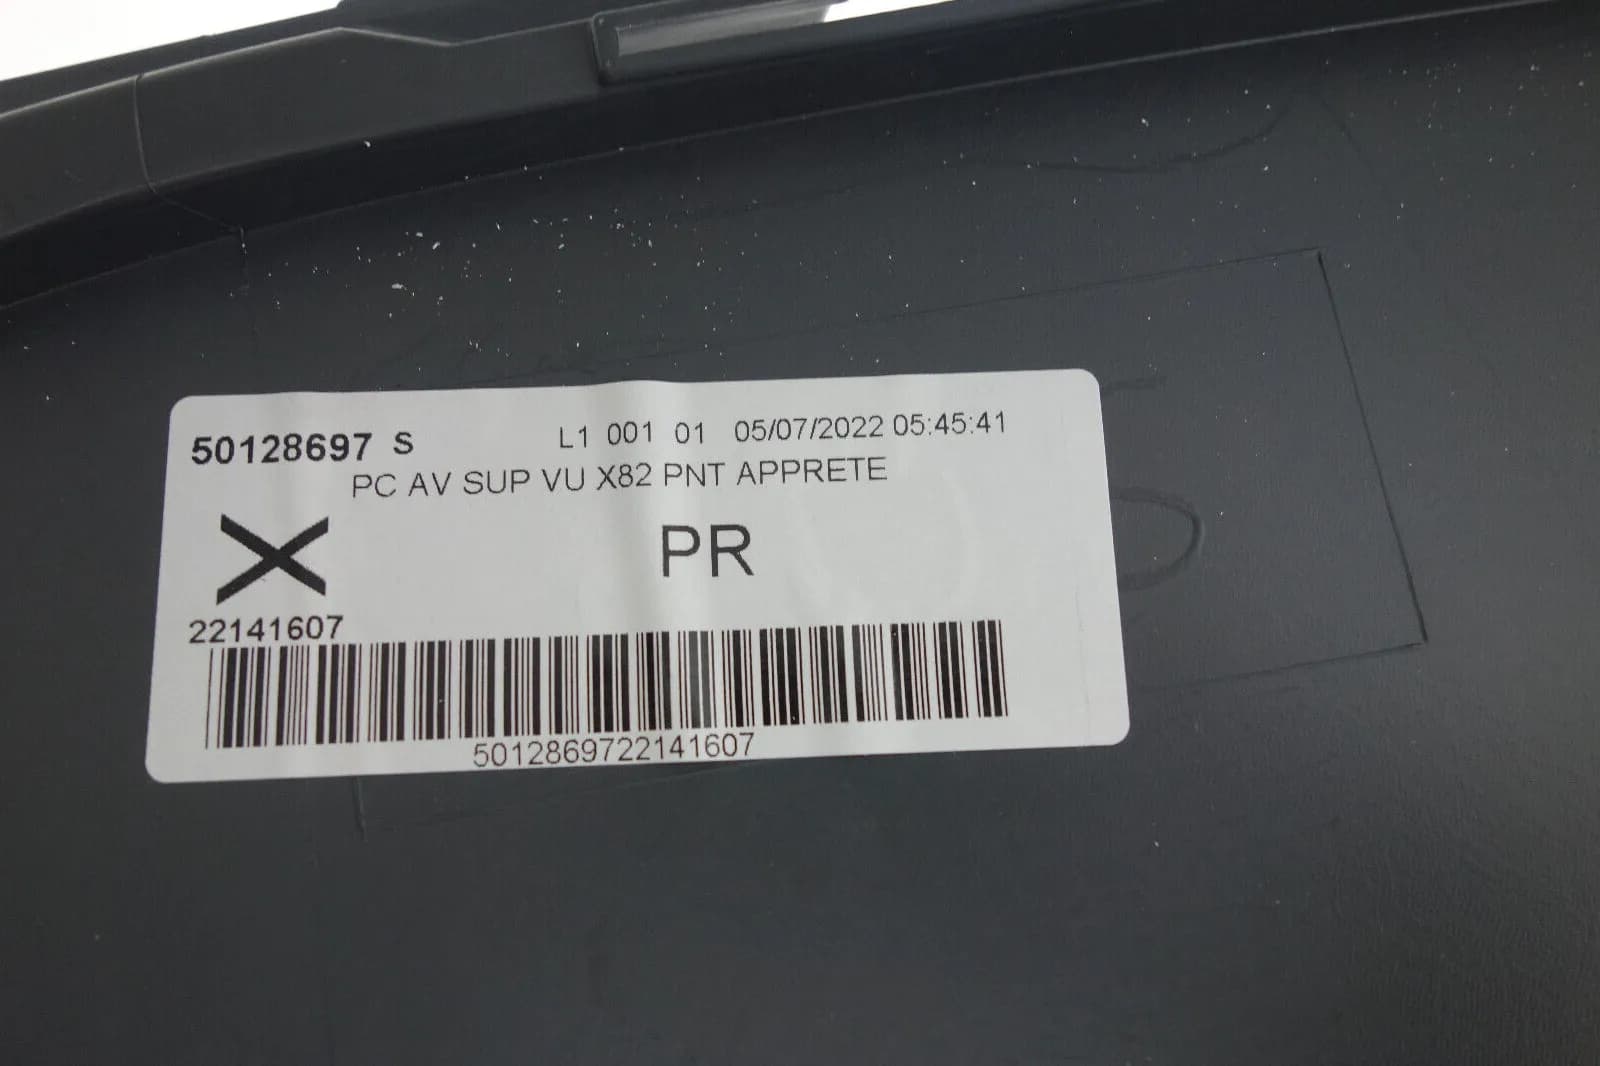 50128697 S L1 001 01 05/07/2022 05:45:41
PC AV SUP VU X82 PNT APPRETE
X PR
22141607
5012869722141607